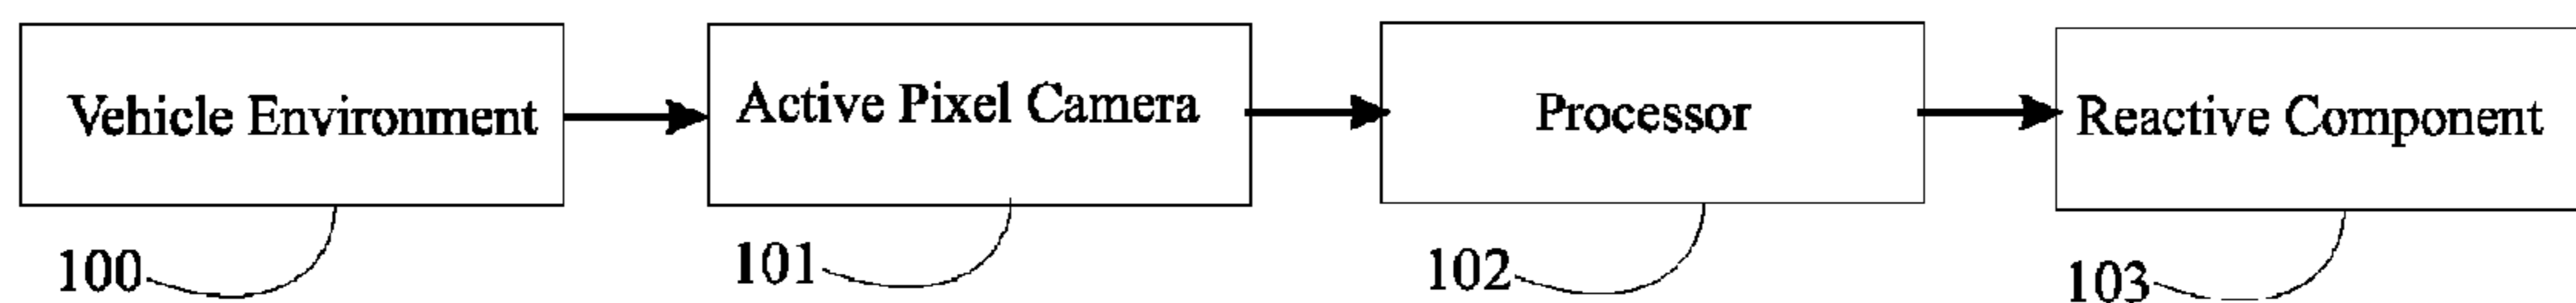 Vehicle Environment
Active Pixel Camera
Processor
Reactive Component
100
101
102
103